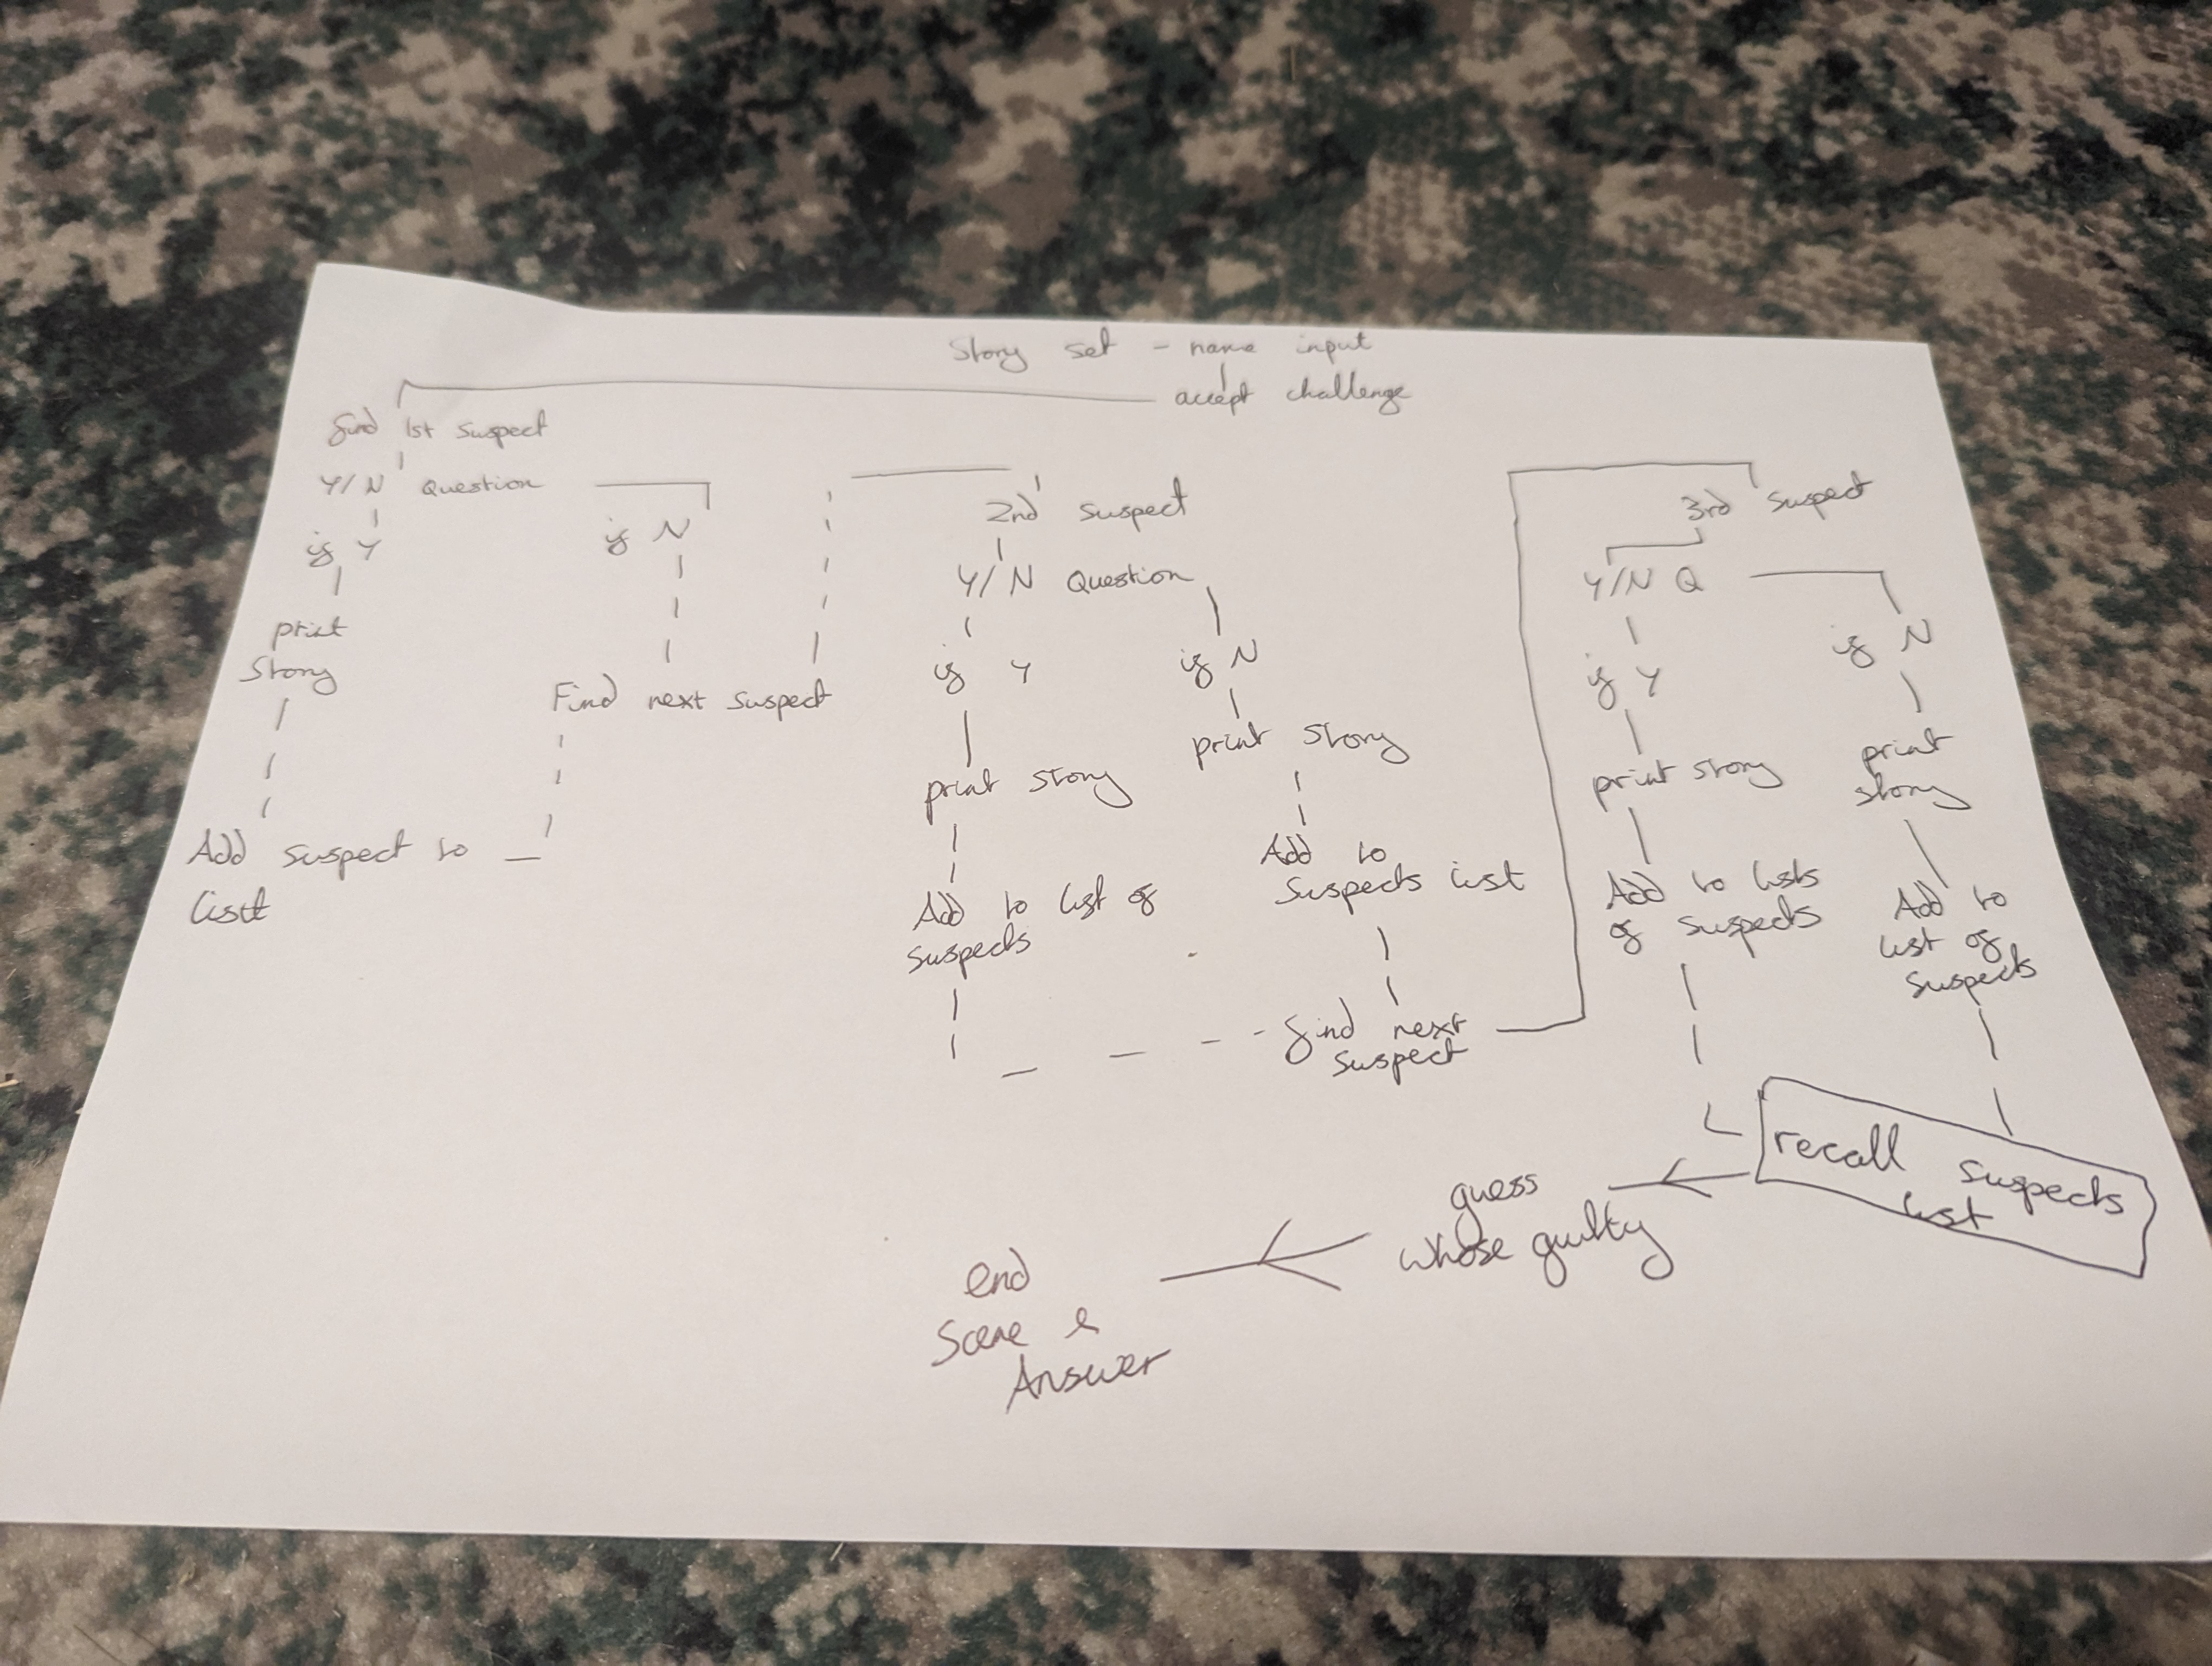 Story set - name input
accept challenge
find 1st suspect
Y/N Question
if Y
print
Story
Add suspect to
list
if N
Find next suspect
2nd suspect
Y/N Question
if Y
print story
Add to list of
suspects
if N
print story
Add to
suspects list
find next
suspect
3rd suspect
Y/N Q
if Y
print story
Add to lists
of suspects
if N
print
story
Add to
list of
suspects
recall suspects
list
guess
whose guilty
end
Scene &
Answer